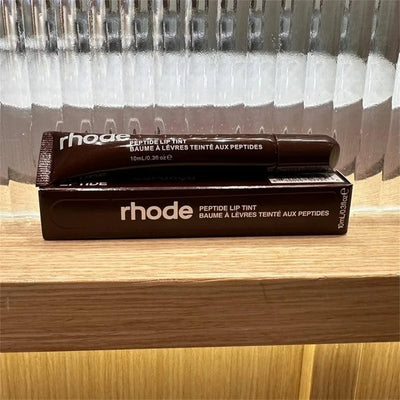 rhode
PEPTIDE LIP TINT
BAUME À LÈVRES TEINTÉ AUX PEPTIDES
10mL/0.3fl oz℮
rhode
PEPTIDE LIP TINT
BAUME À LÈVRES TEINTÉ AUX PEPTIDES
10mL/0.3fl oz℮